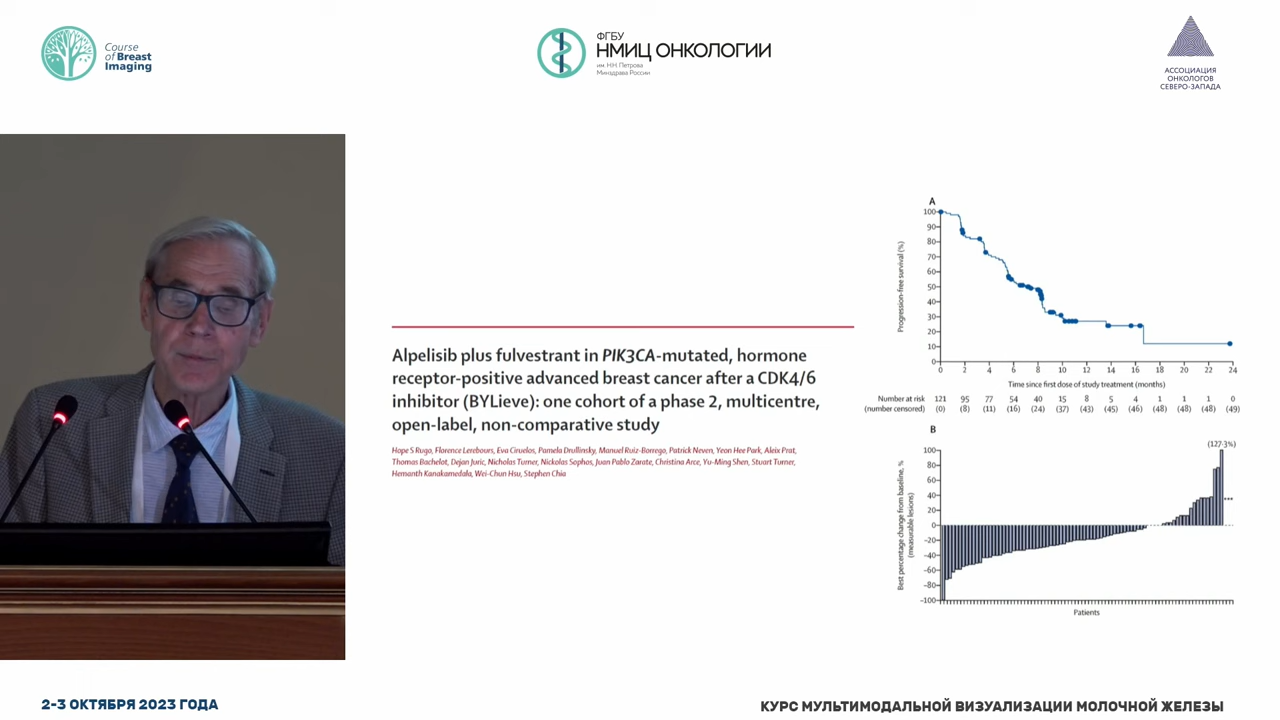 Course
of Breast
Imaging
ФГБУ
НМИЦ ОНКОЛОГИИ
им. Н.Н. Петрова
Минздрава России
АССОЦИАЦИЯ
ОНКОЛОГОВ
СЕВЕРО-ЗАПАДА
Alpelisib plus fulvestrant in PIK3CA-mutated, hormone
receptor-positive advanced breast cancer after a CDK4/6
inhibitor (BYLieve): one cohort of a phase 2, multicentre,
open-label, non-comparative study
Hope S Rugo, Florence Lerebours, Eva Ciruelos, Pamela Drullinsky, Manuel Ruiz-Borrego, Patrick Neven, Yeon Hee Park, Aleix Prat,
Thomas Bachelot, Dejan Juric, Nicholas Turner, Nickolas Sophos, Juan Pablo Zarate, Christina Arce, Yu-Ming Shen, Stuart Turner,
Hemanth Kanakamedala, Wei-Chun Hsu, Stephen Chia
A
Progression-free survival (%)
100
90
80
70
60
50
40
30
20
10
0
0 2 4 6 8 10 12 14 16 18 20 22 24
Time since first dose of study treatment (months)
Number at risk 121 95 77 54 40 15 8 5 4 1 1 1 0
(number censored) (0) (8) (11) (16) (24) (37) (43) (45) (46) (48) (48) (48) (49)
B
(127·3%)
Best percentage change from baseline, %
(measurable lesions)
100
80
60
40
20
0
–20
–40
–60
–80
–100
***
Patients
2-3 ОКТЯБРЯ 2023 ГОДА
КУРС МУЛЬТИМОДАЛЬНОЙ ВИЗУАЛИЗАЦИИ МОЛОЧНОЙ ЖЕЛЕЗЫ